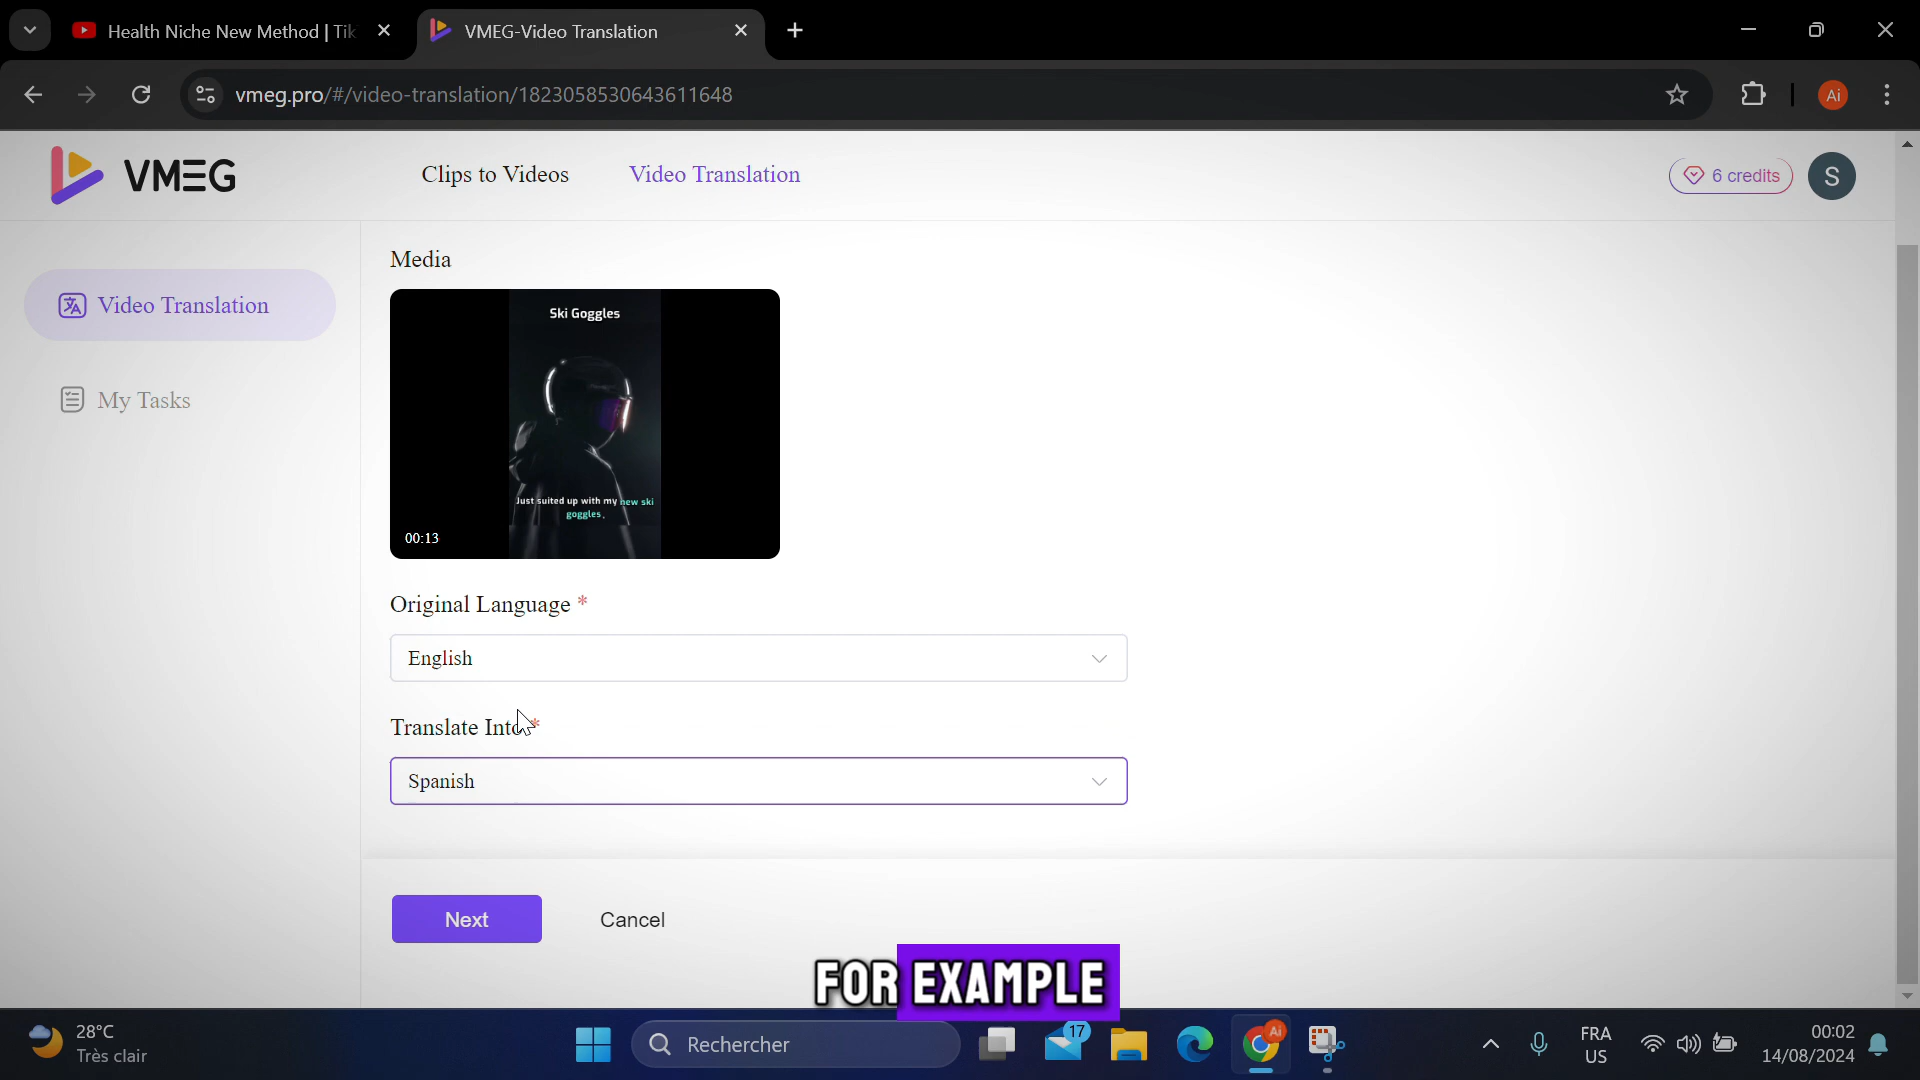 Health Niche New Method | Tik
VMEG-Video Translation
vmeg.pro/#/video-translation/1823058530643611648
Ai
VMEG
Clips to Videos
Video Translation
6 credits
S
Video Translation
My Tasks
Media
Ski Goggles
Just suited up with my new ski
goggles,
00:13
Original Language *
English
Translate Into *
Spanish
Next
Cancel
FOR EXAMPLE
28°C
Très clair
Rechercher
17
Ai
FRA
US
00:02
14/08/2024